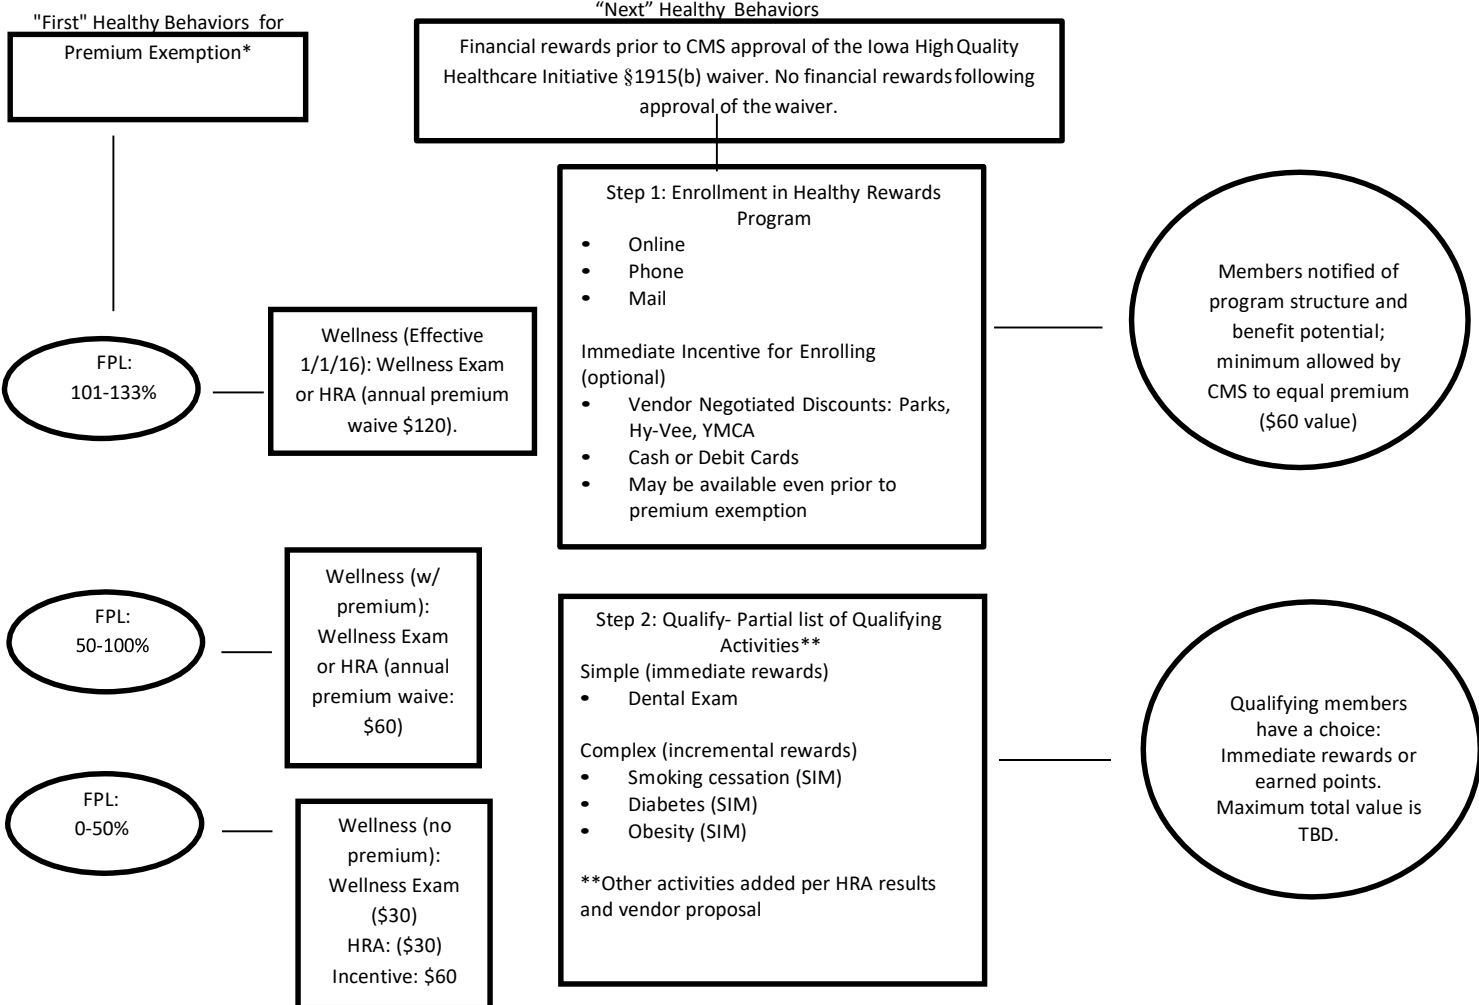 "First" Healthy Behaviors for
Premium Exemption*
“Next” Healthy Behaviors
Financial rewards prior to CMS approval of the Iowa High Quality
Healthcare Initiative §1915(b) waiver. No financial rewards following
approval of the waiver.
FPL:
101-133%
Wellness (Effective
1/1/16): Wellness Exam
or HRA (annual premium
waive $120).
FPL:
50-100%
Wellness (w/
premium):
Wellness Exam
or HRA (annual
premium waive:
$60)
FPL:
0-50%
Wellness (no
premium):
Wellness Exam
($30)
HRA: ($30)
Incentive: $60
Step 1: Enrollment in Healthy Rewards
Program
• Online
• Phone
• Mail
Immediate Incentive for Enrolling
(optional)
• Vendor Negotiated Discounts: Parks,
Hy-Vee, YMCA
• Cash or Debit Cards
• May be available even prior to
premium exemption
Members notified of
program structure and
benefit potential;
minimum allowed by
CMS to equal premium
($60 value)
Step 2: Qualify- Partial list of Qualifying
Activities**
Simple (immediate rewards)
• Dental Exam
Complex (incremental rewards)
• Smoking cessation (SIM)
• Diabetes (SIM)
• Obesity (SIM)
**Other activities added per HRA results
and vendor proposal
Qualifying members
have a choice:
Immediate rewards or
earned points.
Maximum total value is
TBD.